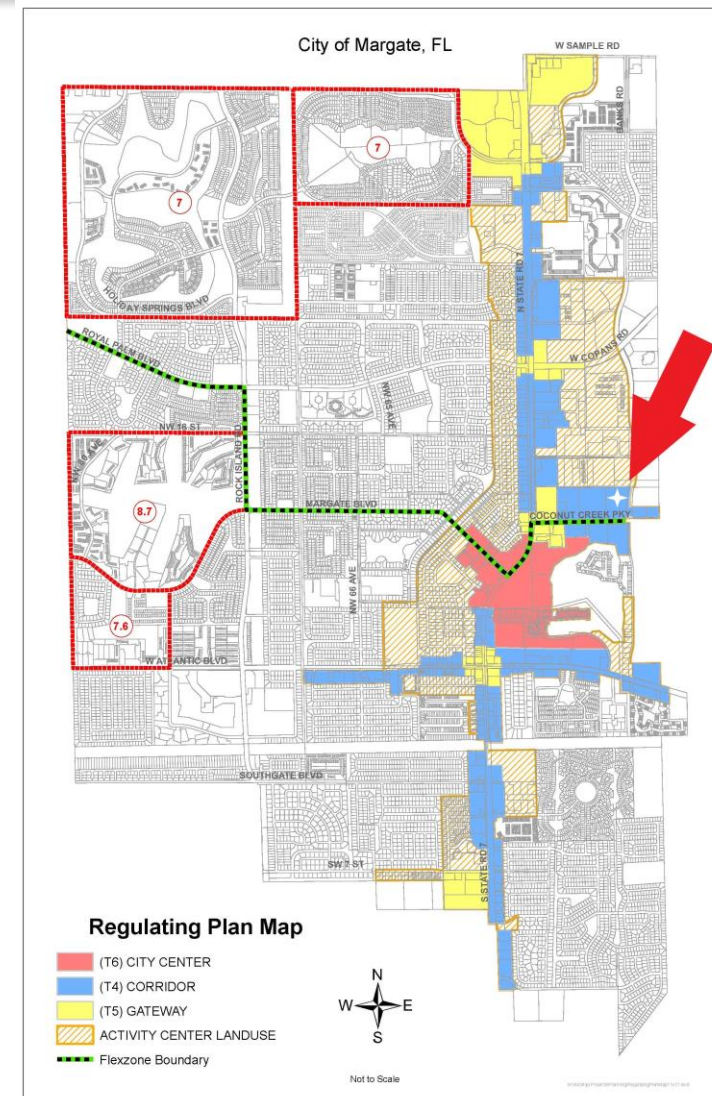 City of Margate, FL
W SAMPLE RD
BANKS RD
7
7
N STATE RD 7
HOLIDAY SPRINGS BLVD
ROYAL PALM BLVD
W COPANS RD
NW 65 AVE
NW 18 ST
ROCK ISLAND RD
8.7
MARGATE BLVD
COCONUT CREEK PKY
NW 66 AVE
7.6
W ATLANTIC BLVD
SOUTHGATE BLVD
SW 7 ST
S STATE RD 7
Regulating Plan Map
(T6) CITY CENTER
(T4) CORRIDOR
(T5) GATEWAY
ACTIVITY CENTER LANDUSE
Flexzone Boundary
N
W
E
S
Not to Scale